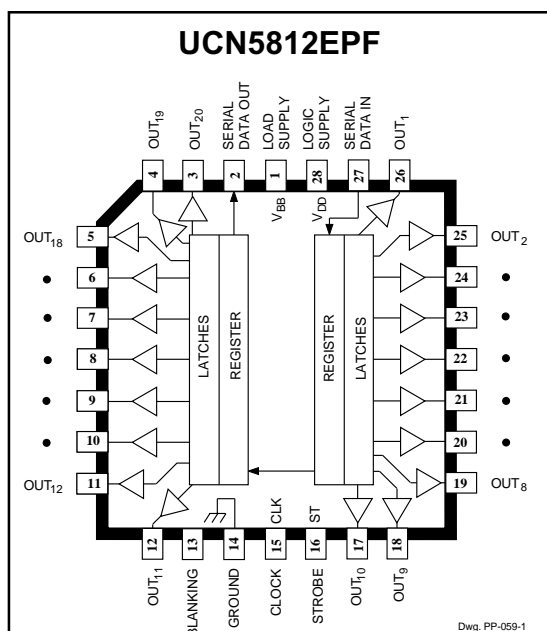 UCN5812EPF
OUT19
OUT20
SERIAL
DATA OUT
LOAD
SUPPLY
LOGIC
SUPPLY
SERIAL
DATA IN
OUT1
4
3
2
1
28
27
26
VBB
VDD
OUT18
5
6
7
8
9
10
OUT12
11
LATCHES
REGISTER
REGISTER
LATCHES
25
OUT2
24
23
22
21
20
19
OUT8
CLK
ST
12
13
14
15
16
17
18
OUT11
BLANKING
GROUND
CLOCK
STROBE
OUT10
OUT9
Dwg. PP-059-1